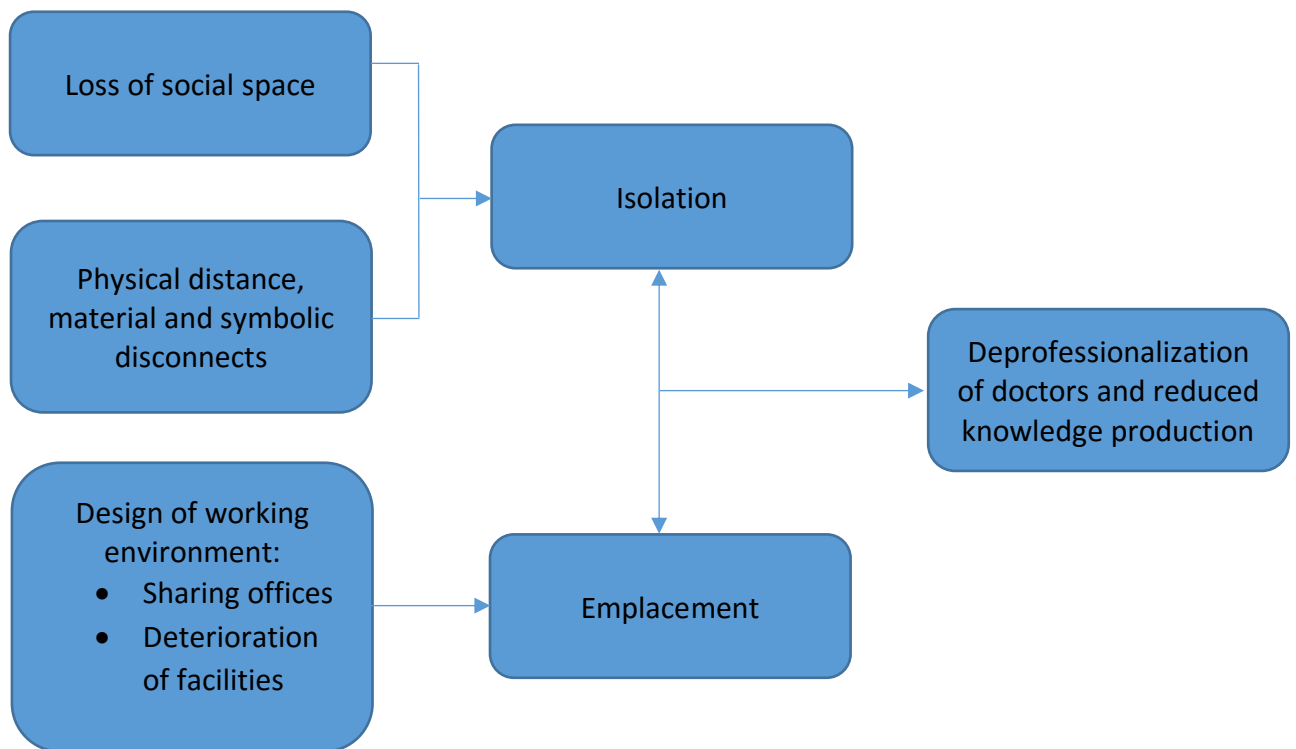 Loss of social space
Physical distance,
material and symbolic
disconnects
Design of working
environment:
• Sharing offices
• Deterioration
of facilities
Isolation
Emplacement
Deprofessionalization
of doctors and reduced
knowledge production